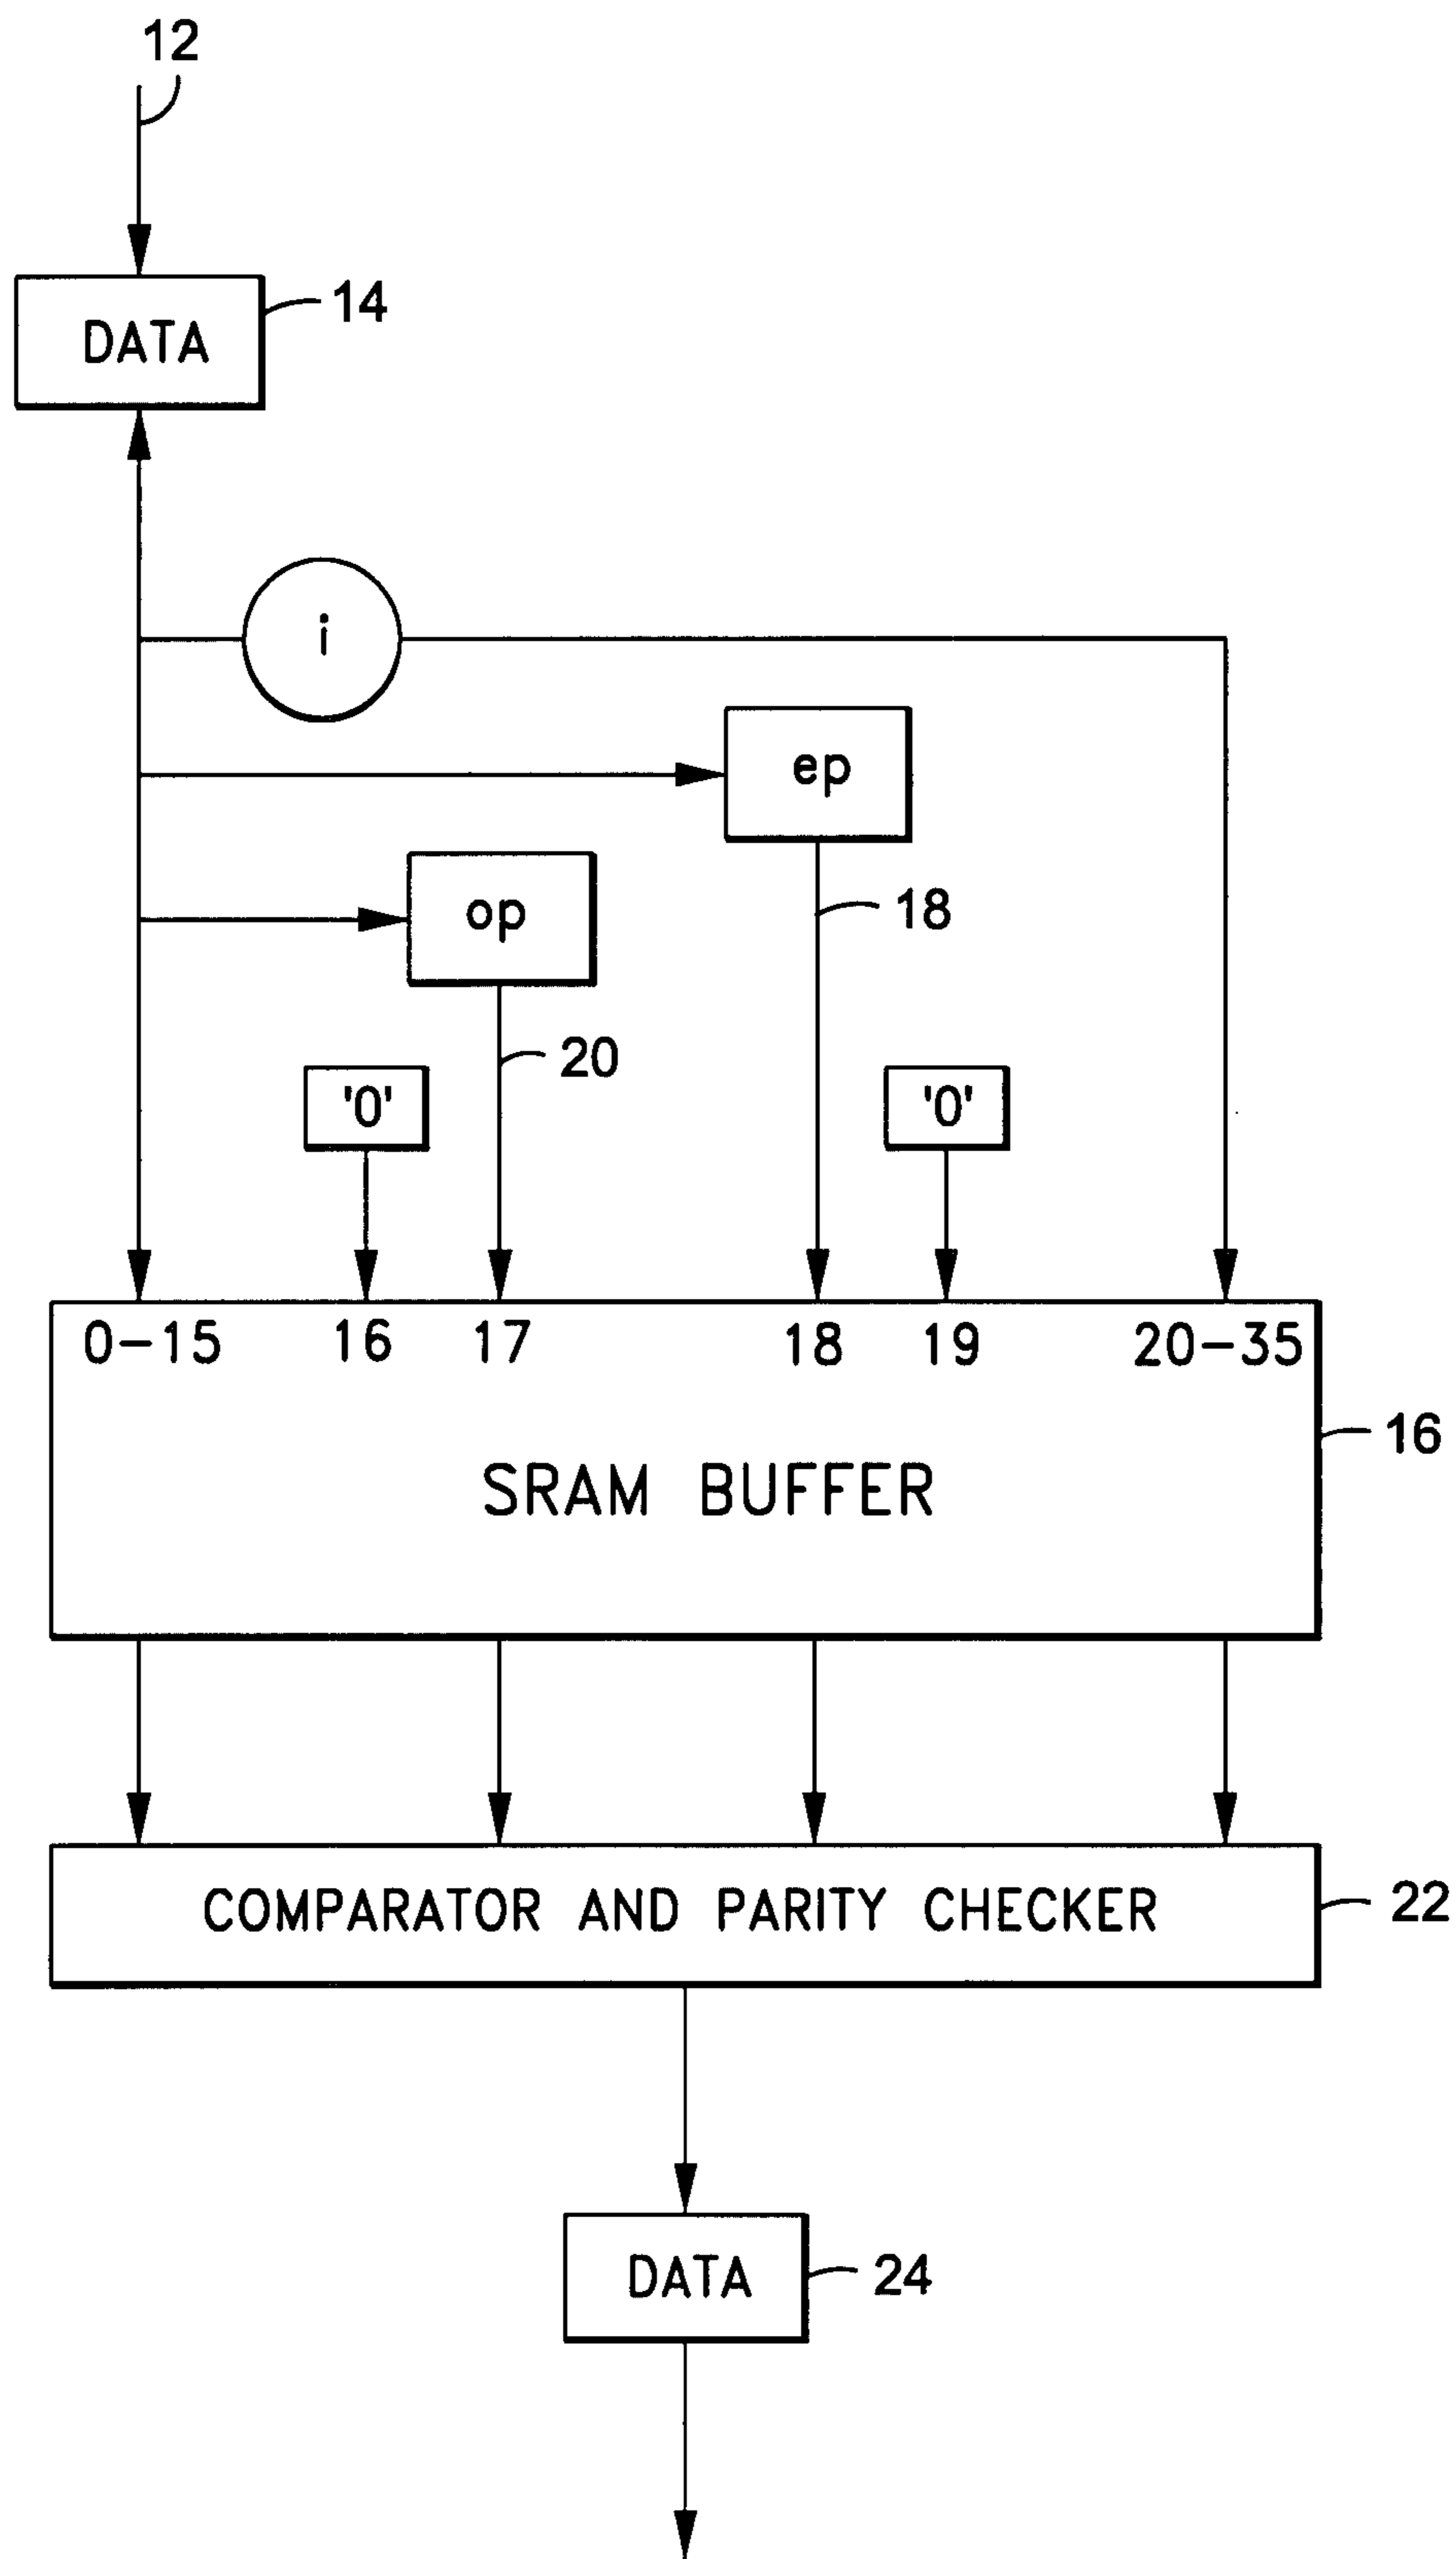 12
DATA
14
i
ep
op
18
20
'0'
'0'
0-15
16
17
18
19
20-35
16
SRAM BUFFER
COMPARATOR AND PARITY CHECKER
22
DATA
24